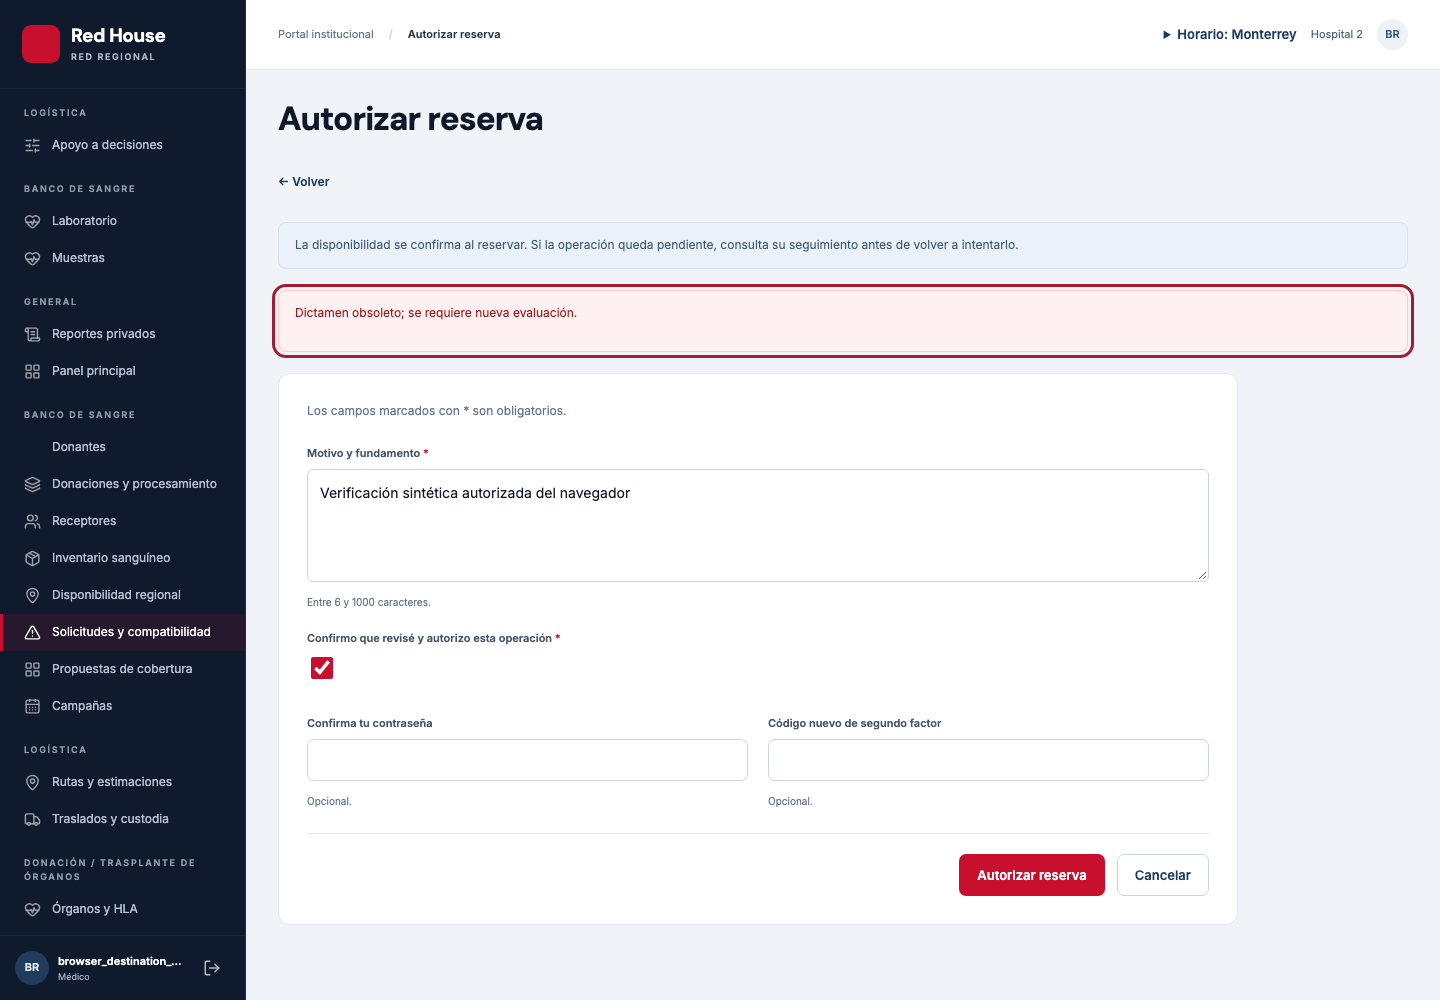 Red House
RED REGIONAL
LOGÍSTICA
Apoyo a decisiones
BANCO DE SANGRE
Laboratorio
Muestras
GENERAL
Reportes privados
Panel principal
BANCO DE SANGRE
Donantes
Donaciones y procesamiento
Receptores
Inventario sanguíneo
Disponibilidad regional
Solicitudes y compatibilidad
Propuestas de cobertura
Campañas
LOGÍSTICA
Rutas y estimaciones
Traslados y custodia
DONACIÓN / TRASPLANTE DE
ÓRGANOS
Órganos y HLA
BR
browser_destination_...
Médico
Portal institucional / Autorizar reserva
▶ Horario: Monterrey
Hospital 2
BR
Autorizar reserva
← Volver
La disponibilidad se confirma al reservar. Si la operación queda pendiente, consulta su seguimiento antes de volver a intentarlo.
Dictamen obsoleto; se requiere nueva evaluación.
Los campos marcados con * son obligatorios.
Motivo y fundamento *
Verificación sintética autorizada del navegador
Entre 6 y 1000 caracteres.
Confirmo que revisé y autorizo esta operación *
Confirma tu contraseña
Código nuevo de segundo factor
Opcional.
Opcional.
Autorizar reserva
Cancelar